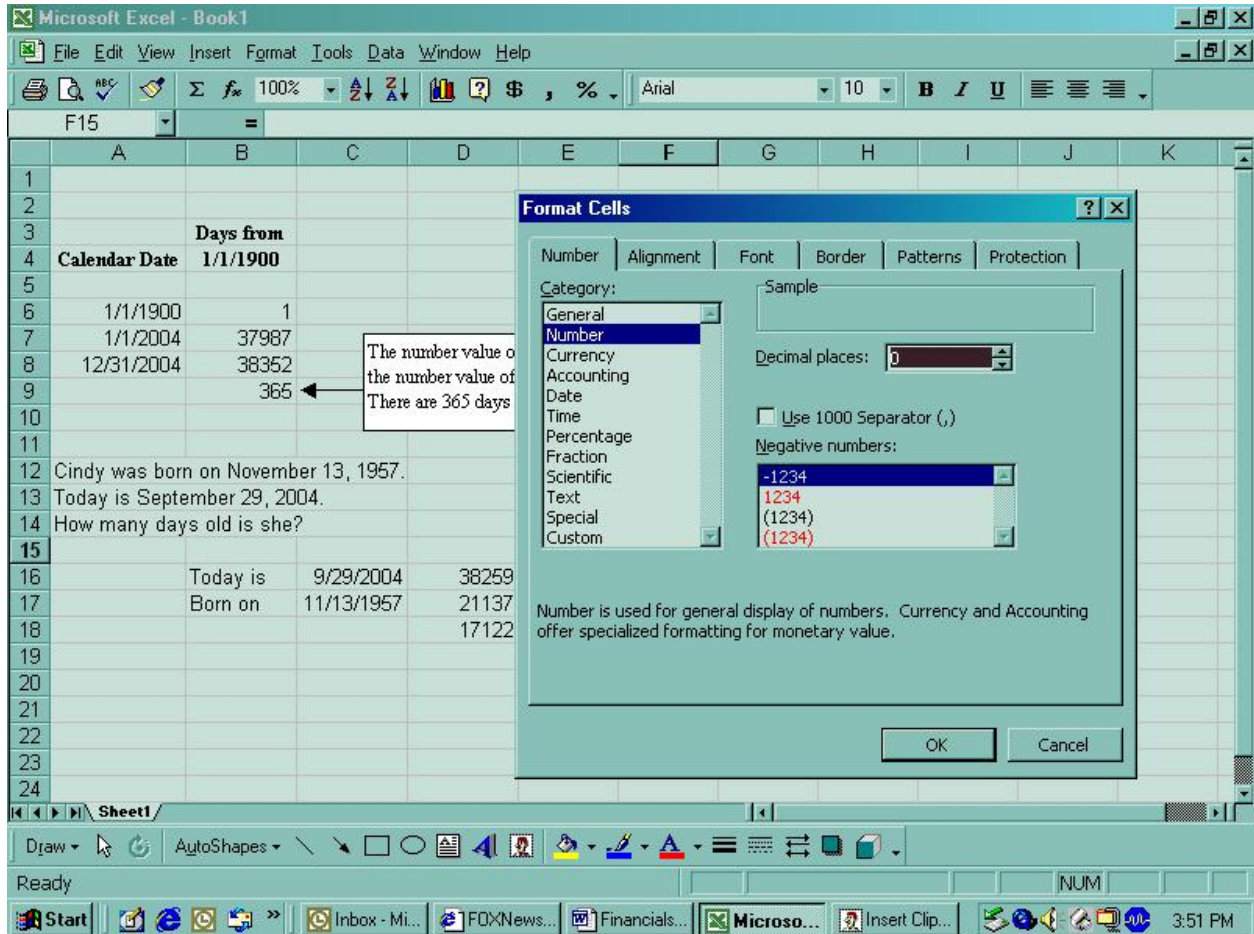 Microsoft Excel - Book1
File Edit View Insert Format Tools Data Window Help
ABC Σ fx 100% $ , % Arial 10 B I U
F15 =
A B C D E F G H I J K
1
2
3 Days from
4 Calendar Date 1/1/1900
5
6 1/1/1900 1
7 1/1/2004 37987
8 12/31/2004 38352
9 365
10
11
12 Cindy was born on November 13, 1957.
13 Today is September 29, 2004.
14 How many days old is she?
15
16 Today is 9/29/2004 38259
17 Born on 11/13/1957 21137
18 17122
19
20
21
22
23
24
The number value o
the number value of
There are 365 days
Format Cells
Number Alignment Font Border Patterns Protection
Category:
General
Number
Currency
Accounting
Date
Time
Percentage
Fraction
Scientific
Text
Special
Custom
Sample
Decimal places: 0
Use 1000 Separator (,)
Negative numbers:
-1234
1234
(1234)
(1234)
Number is used for general display of numbers. Currency and Accounting
offer specialized formatting for monetary value.
OK Cancel
Sheet1
Draw AutoShapes
Ready NUM
Start » Inbox - Mi... FOXNews... Financials... Microso... Insert Clip... 3:51 PM